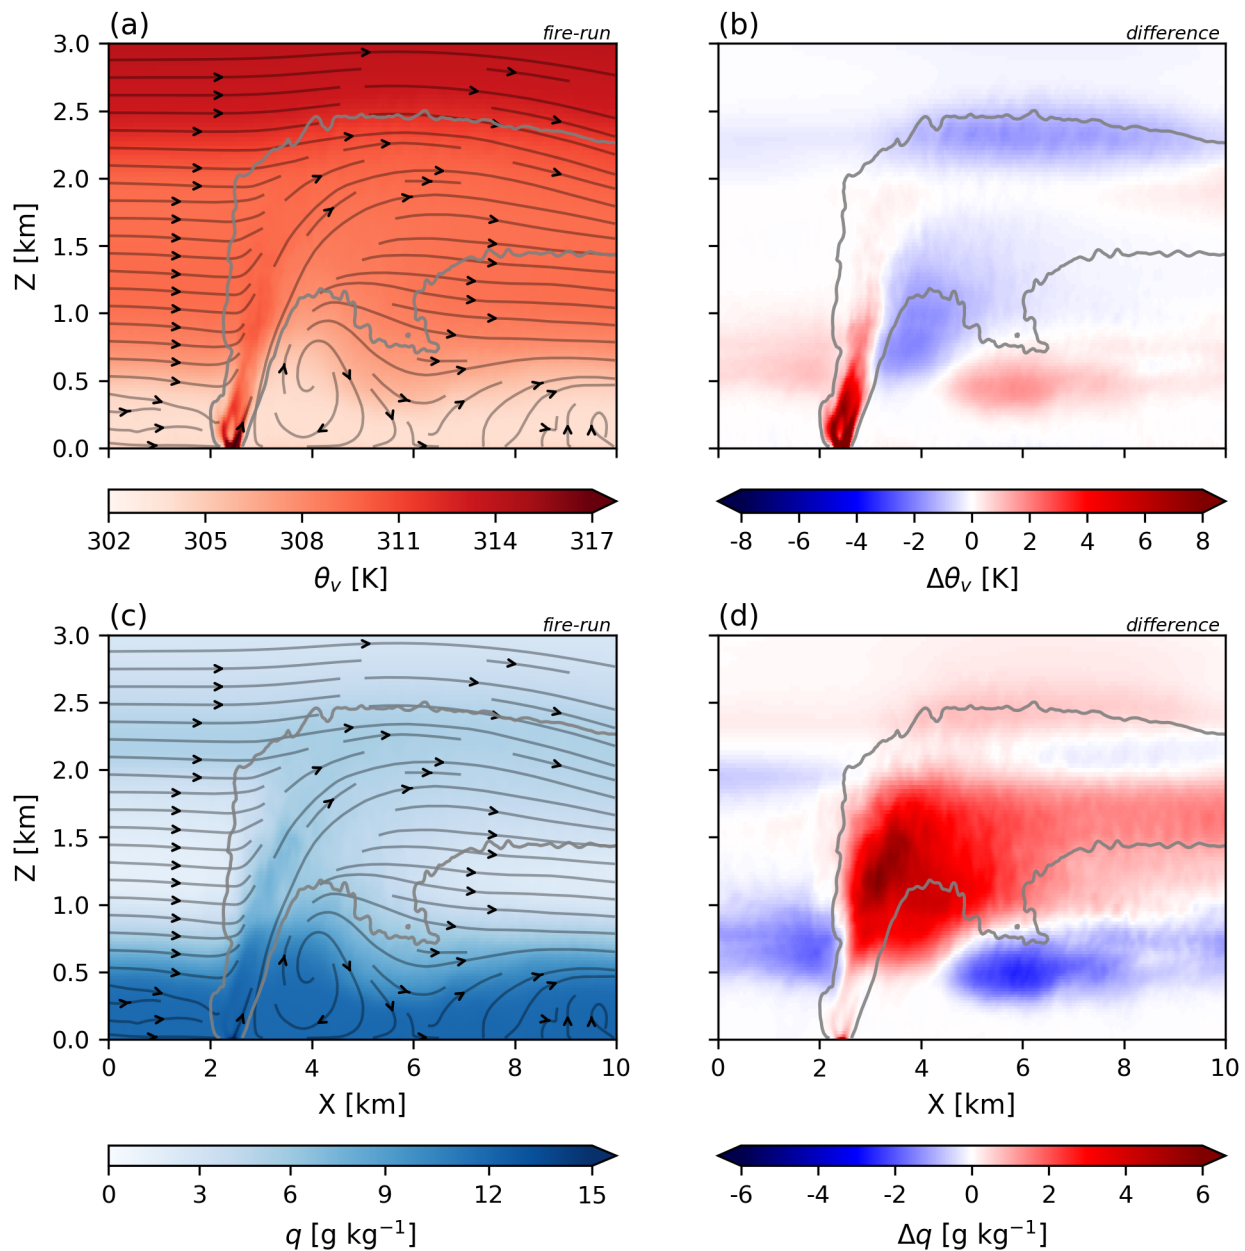 (a)
fire-run
(b)
difference
3.0
2.5
2.0
1.5
1.0
0.5
0.0
Z [km]
302 305 308 311 314 317
θv [K]
-8 -6 -4 -2 0 2 4 6 8
Δθv [K]
(c)
fire-run
(d)
difference
3.0
2.5
2.0
1.5
1.0
0.5
0.0
Z [km]
0 2 4 6 8 10
X [km]
0 2 4 6 8 10
X [km]
0 3 6 9 12 15
q [g kg⁻¹]
-6 -4 -2 0 2 4 6
Δq [g kg⁻¹]